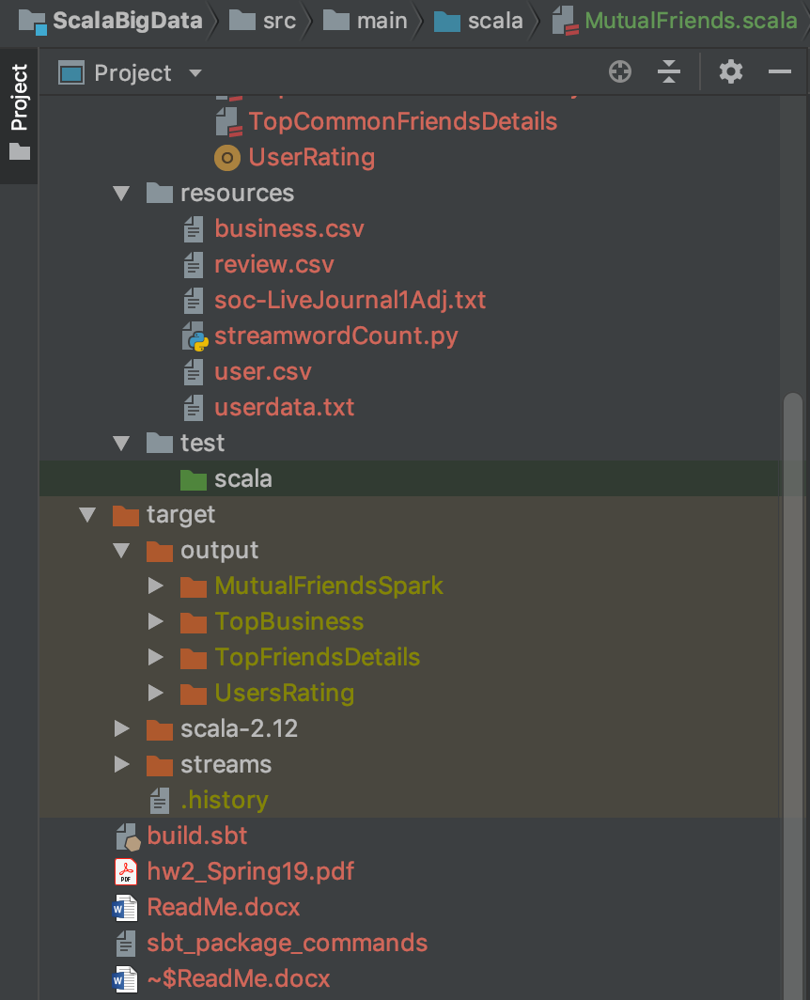 ScalaBigData src main scala MutualFriends.scala
Project
Project
TopCommonFriendsDetails
UserRating
resources
business.csv
review.csv
soc-LiveJournal1Adj.txt
streamwordCount.py
user.csv
userdata.txt
test
scala
target
output
MutualFriendsSpark
TopBusiness
TopFriendsDetails
UsersRating
scala-2.12
streams
.history
build.sbt
hw2_Spring19.pdf
ReadMe.docx
sbt_package_commands
~$ReadMe.docx